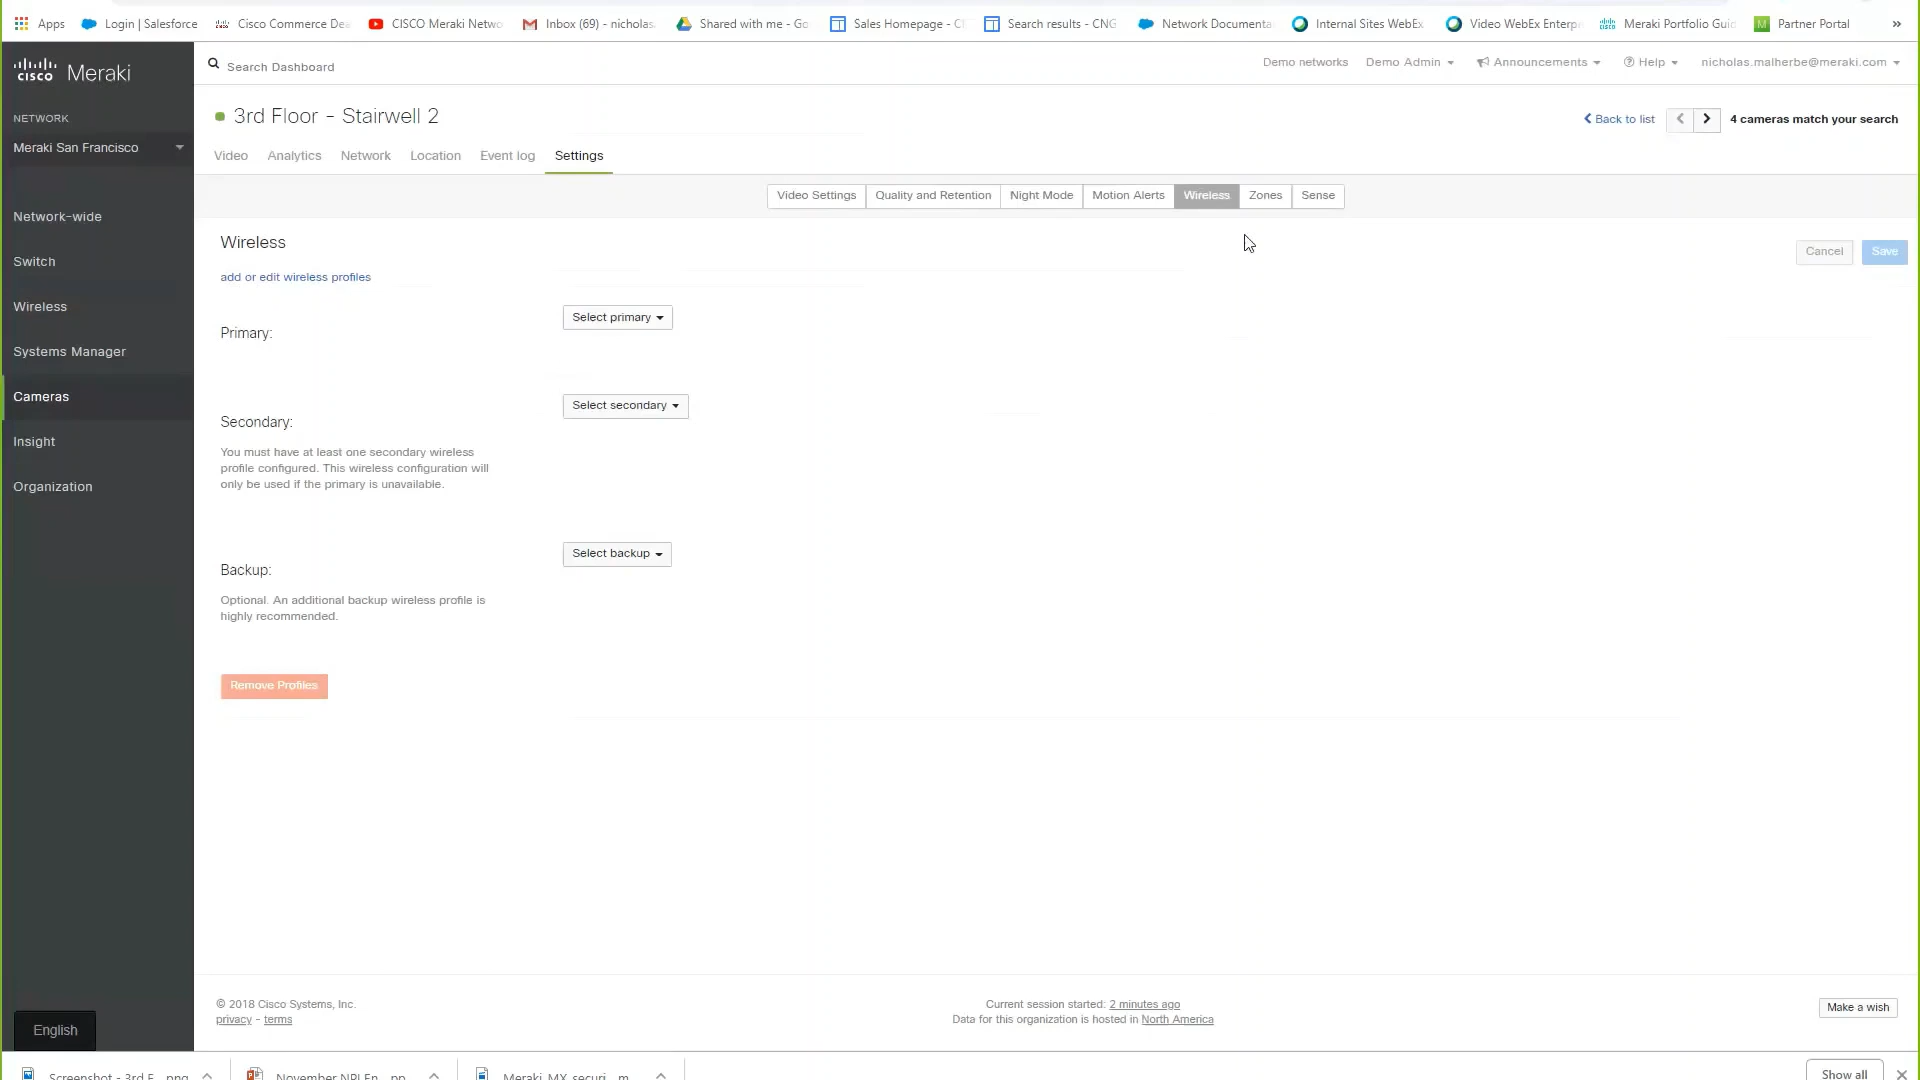 Apps Login | Salesforce Cisco Commerce De CISCO Meraki Netwo Inbox (69) - nicholas. Shared with me - Go Sales Homepage - C Search results - CNG Network Documenta Internal Sites WebEx Video WebEx Enterp Meraki Portfolio Gui Partner Portal »
cisco Meraki
Search Dashboard
Demo networks Demo Admin Announcements Help nicholas.malherbe@meraki.com
NETWORK
Meraki San Francisco
3rd Floor - Stairwell 2
Back to list 4 cameras match your search
Video Analytics Network Location Event log Settings
Video Settings Quality and Retention Night Mode Motion Alerts Wireless Zones Sense
Network-wide
Switch
Wireless
Systems Manager
Cameras
Insight
Organization
Wireless
Cancel Save
add or edit wireless profiles
Primary: Select primary
Secondary: Select secondary
You must have at least one secondary wireless
profile configured. This wireless configuration will
only be used if the primary is unavailable.
Backup: Select backup
Optional. An additional backup wireless profile is
highly recommended.
Remove Profiles
© 2018 Cisco Systems, Inc.
privacy - terms
Current session started: 2 minutes ago
Data for this organization is hosted in North America
Make a wish
English
Screenshot - 3rd F....png November NPI En....pp Meraki MX securi....m Show all